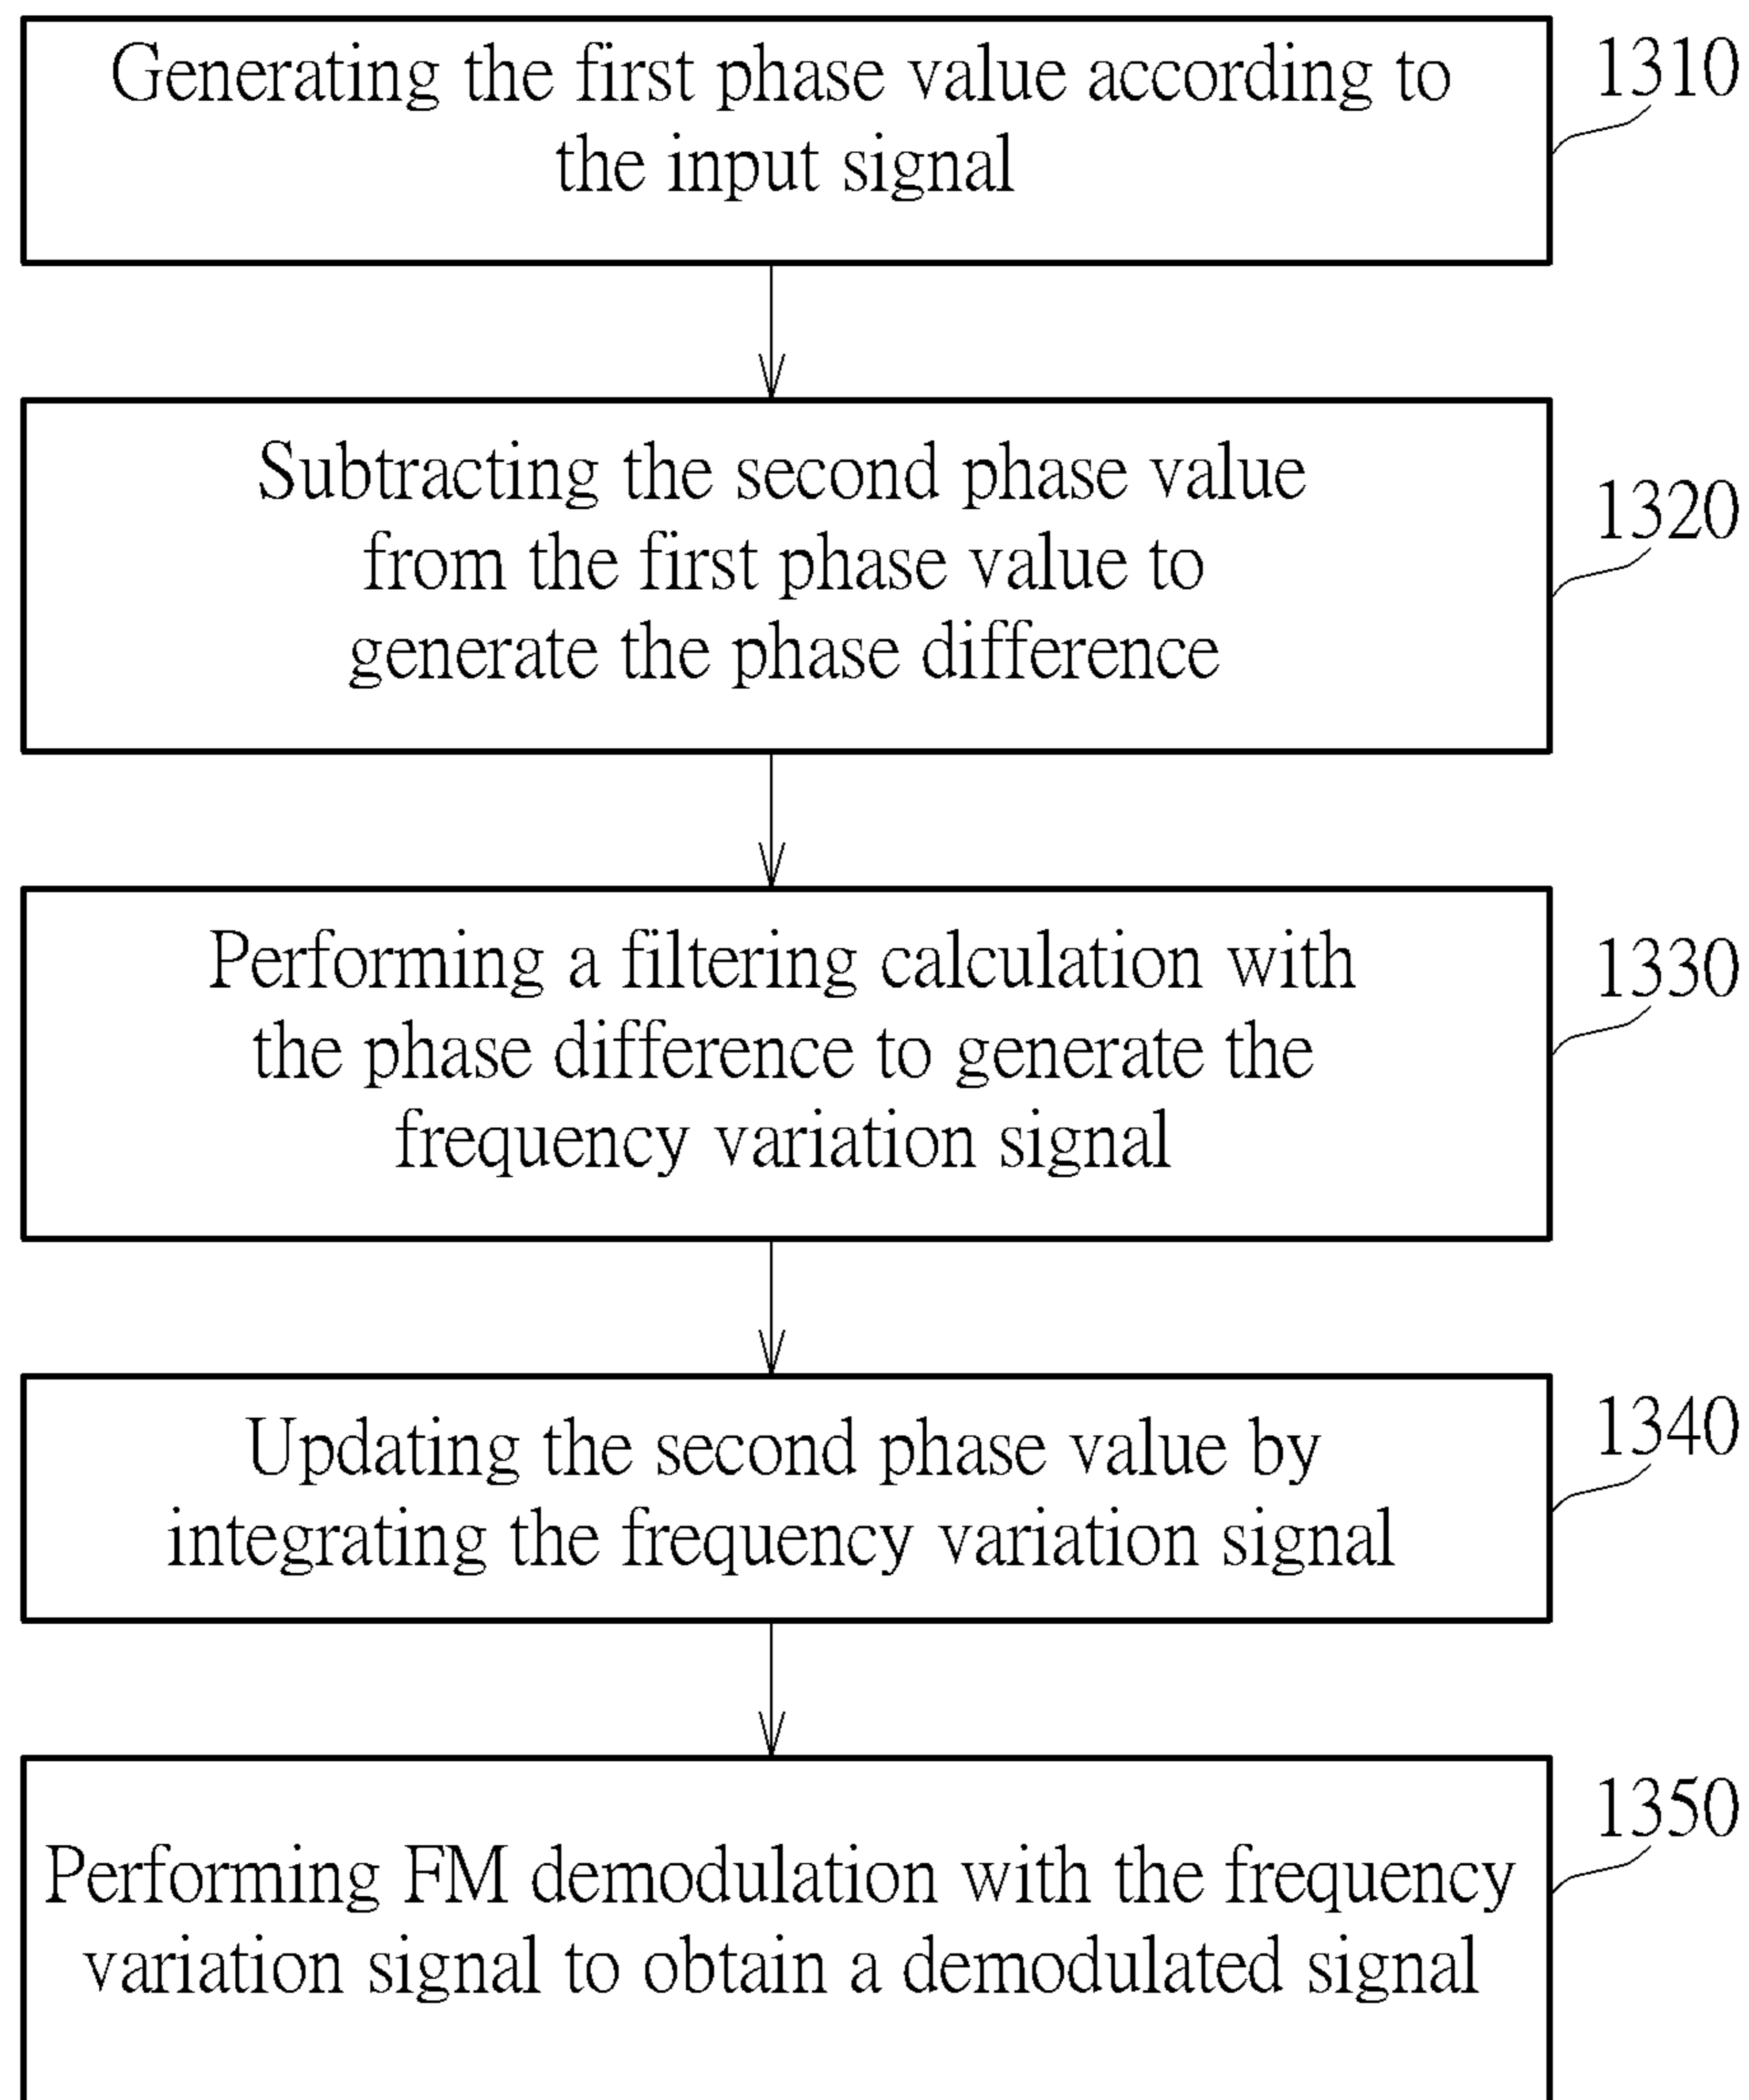 Generating the first phase value according to
the input signal
1310
Subtracting the second phase value
from the first phase value to
generate the phase difference
1320
Performing a filtering calculation with
the phase difference to generate the
frequency variation signal
1330
Updating the second phase value by
integrating the frequency variation signal
1340
Performing FM demodulation with the frequency
variation signal to obtain a demodulated signal
1350